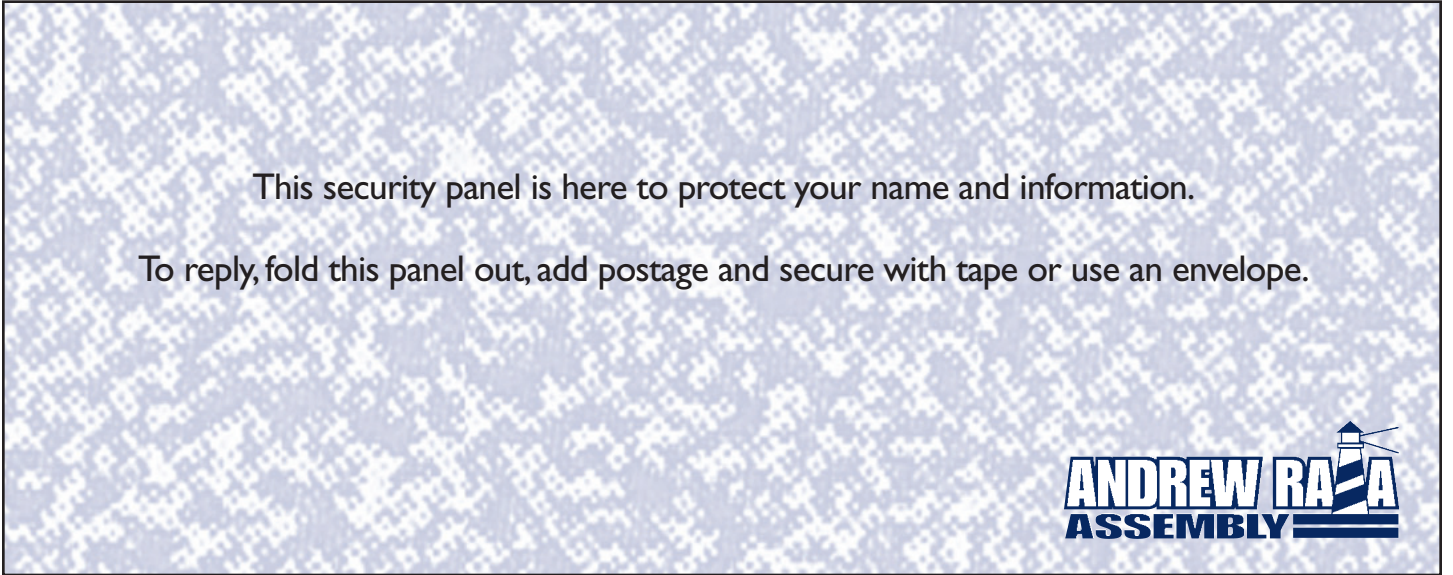 This security panel is here to protect your name and information.
To reply, fold this panel out, add postage and secure with tape or use an envelope.
ANDREW RAIA
ASSEMBLY